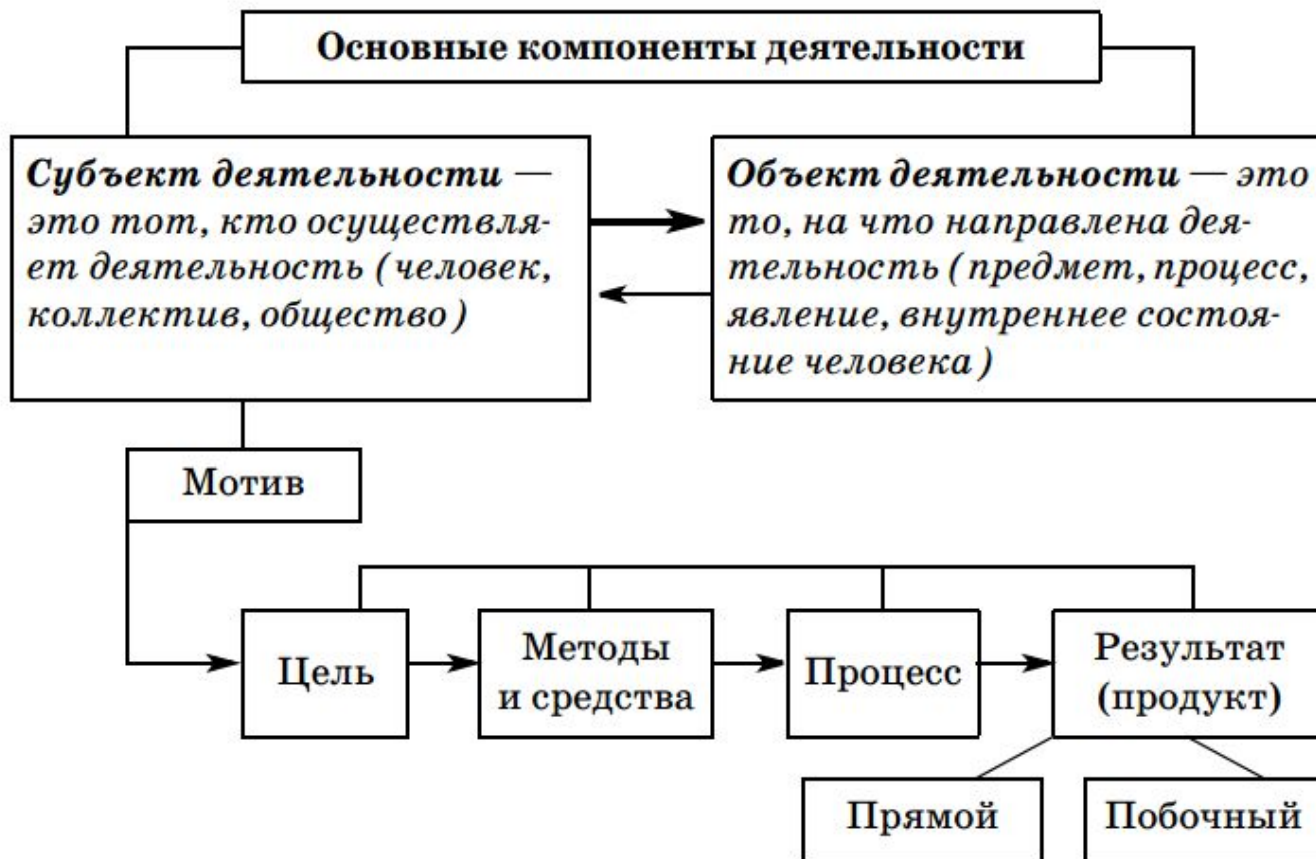 Основные компоненты деятельности
Субъект деятельности —
это тот, кто осуществля-
ет деятельность (человек,
коллектив, общество)
Объект деятельности — это
то, на что направлена дея-
тельность (предмет, процесс,
явление, внутреннее состоя-
ние человека)
Мотив
Цель
Методы
и средства
Процесс
Результат
(продукт)
Прямой
Побочный